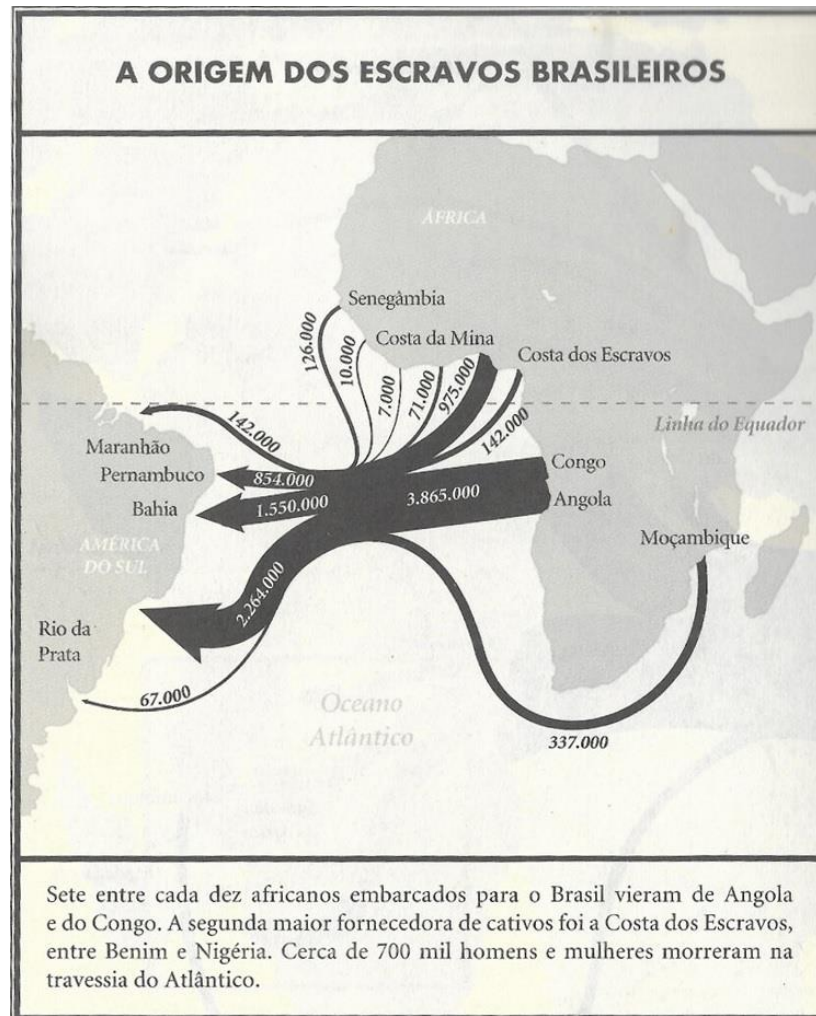 A ORIGEM DOS ESCRAVOS BRASILEIROS
ÁFRICA
Senegâmbia
Costa da Mina
Costa dos Escravos
126.000
10.000
7.000
71.000
975.000
142.000
Linha do Equador
142.000
Maranhão
Pernambuco
854.000
Congo
Bahia
1.550.000
3.865.000
Angola
AMÉRICA
DO SUL
Moçambique
2.264.000
Rio da
Prata
67.000
Oceano
Atlântico
337.000
Sete entre cada dez africanos embarcados para o Brasil vieram de Angola
e do Congo. A segunda maior fornecedora de cativos foi a Costa dos Escravos,
entre Benim e Nigéria. Cerca de 700 mil homens e mulheres morreram na
travessia do Atlântico.